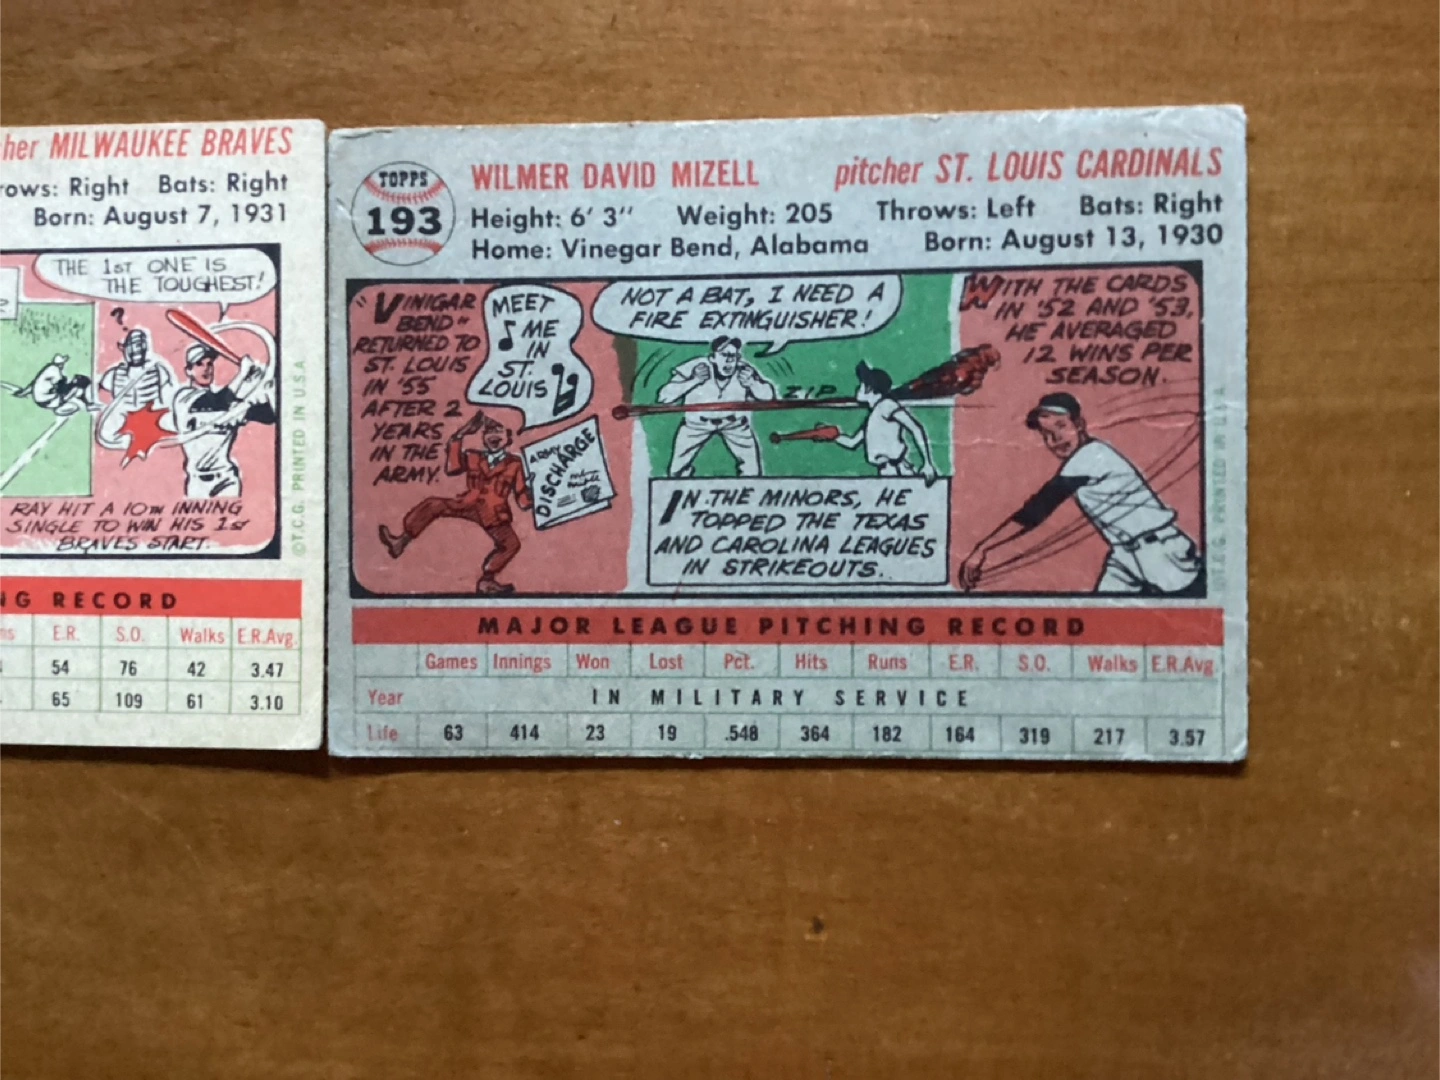 her MILWAUKEE BRAVES
rows: Right Bats: Right
Born: August 7, 1931
THE 1ST ONE IS
THE TOUGHEST!
?
RAY HIT A 10TH INNING
SINGLE TO WIN HIS 1ST
BRAVES START.
© T.C.G. PRINTED IN U.S.A
NG RECORD
E.R. S.O. Walks E.R.Avg.
54 76 42 3.47
65 109 61 3.10
TOPPS
193
WILMER DAVID MIZELL pitcher ST. LOUIS CARDINALS
Height: 6' 3" Weight: 205 Throws: Left Bats: Right
Home: Vinegar Bend, Alabama Born: August 13, 1930
"VINIGAR
BEND"
RETURNED TO
ST. LOUIS
IN '55
AFTER 2
YEARS
IN THE
ARMY.
MEET
ME
IN
ST.
LOUIS
ARMY
DISCHARGE
NOT A BAT, I NEED A
FIRE EXTINGUISHER!
ZIP
IN THE MINORS, HE
TOPPED THE TEXAS
AND CAROLINA LEAGUES
IN STRIKEOUTS.
WITH THE CARDS
IN '52 AND '53,
HE AVERAGED
12 WINS PER
SEASON.
© T.C.G. PRINTED IN U.S.A
MAJOR LEAGUE PITCHING RECORD
Games Innings Won Lost Pct. Hits Runs E.R. S.O. Walks E.R.Avg.
Year IN MILITARY SERVICE
Life 63 414 23 19 .548 364 182 164 319 217 3.57